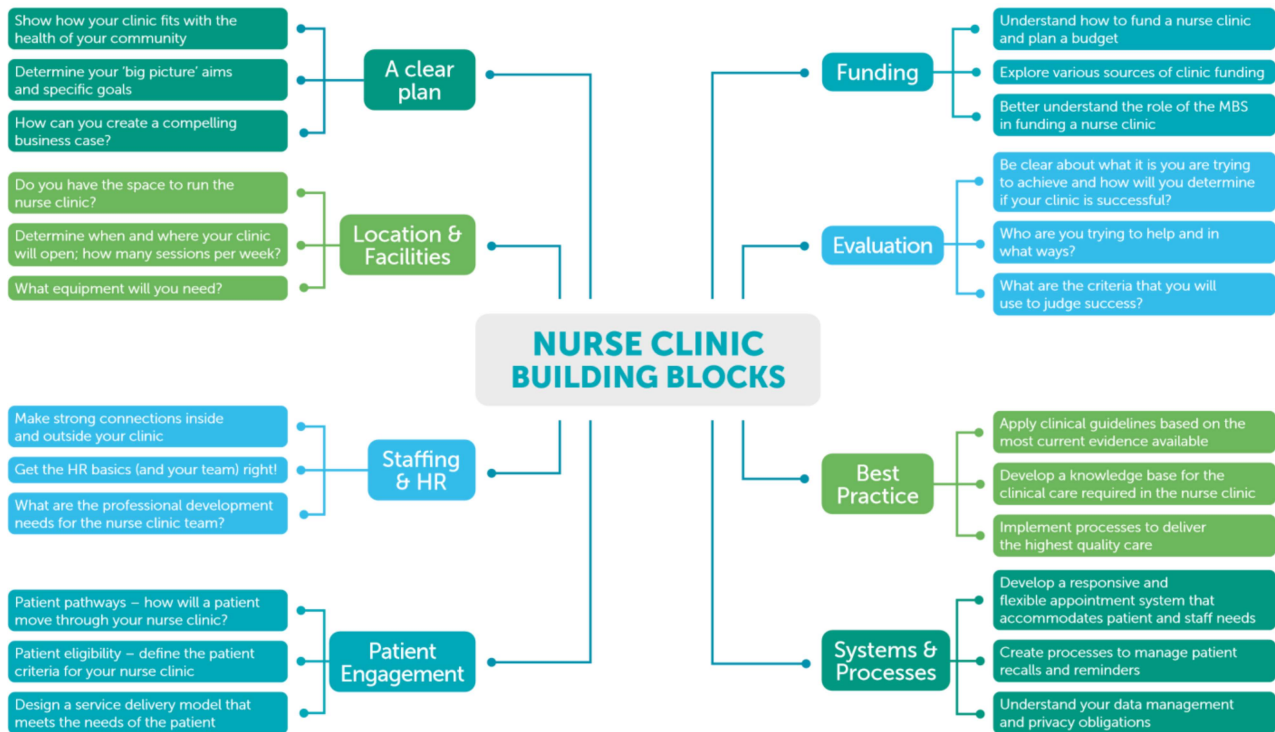 Show how your clinic fits with the
health of your community
Determine your ‘big picture’ aims
and specific goals
How can you create a compelling
business case?
A clear
plan
Do you have the space to run the
nurse clinic?
Determine when and where your clinic
will open; how many sessions per week?
What equipment will you need?
Location &
Facilities
Make strong connections inside
and outside your clinic
Get the HR basics (and your team) right!
What are the professional development
needs for the nurse clinic team?
Staffing
& HR
Patient pathways – how will a patient
move through your nurse clinic?
Patient eligibility – define the patient
criteria for your nurse clinic
Design a service delivery model that
meets the needs of the patient
Patient
Engagement
NURSE CLINIC
BUILDING BLOCKS
Funding
Understand how to fund a nurse clinic
and plan a budget
Explore various sources of clinic funding
Better understand the role of the MBS
in funding a nurse clinic
Evaluation
Be clear about what it is you are trying
to achieve and how will you determine
if your clinic is successful?
Who are you trying to help and in
what ways?
What are the criteria that you will
use to judge success?
Best
Practice
Apply clinical guidelines based on the
most current evidence available
Develop a knowledge base for the
clinical care required in the nurse clinic
Implement processes to deliver
the highest quality care
Systems &
Processes
Develop a responsive and
flexible appointment system that
accommodates patient and staff needs
Create processes to manage patient
recalls and reminders
Understand your data management
and privacy obligations